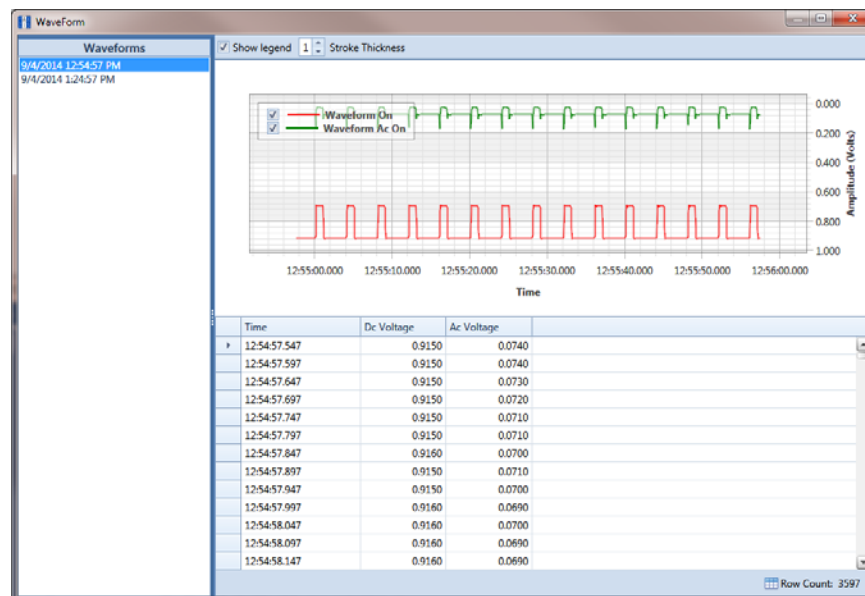 WaveForm
Waveforms
9/4/2014 12:54:57 PM
9/4/2014 1:24:57 PM
Show legend 1 Stroke Thickness
Waveform On
Waveform Ac On
0.000
0.200
0.400
0.600
0.800
1.000
Amplitude (Volts)
12:55:00.000 12:55:10.000 12:55:20.000 12:55:30.000 12:55:40.000 12:55:50.000 12:56:00.000
Time
Time Dc Voltage Ac Voltage
12:54:57.547 0.9150 0.0740
12:54:57.597 0.9150 0.0740
12:54:57.647 0.9150 0.0730
12:54:57.697 0.9150 0.0720
12:54:57.747 0.9150 0.0710
12:54:57.797 0.9150 0.0710
12:54:57.847 0.9160 0.0700
12:54:57.897 0.9150 0.0710
12:54:57.947 0.9150 0.0700
12:54:57.997 0.9160 0.0690
12:54:58.047 0.9160 0.0700
12:54:58.097 0.9160 0.0690
12:54:58.147 0.9160 0.0690
Row Count: 3597